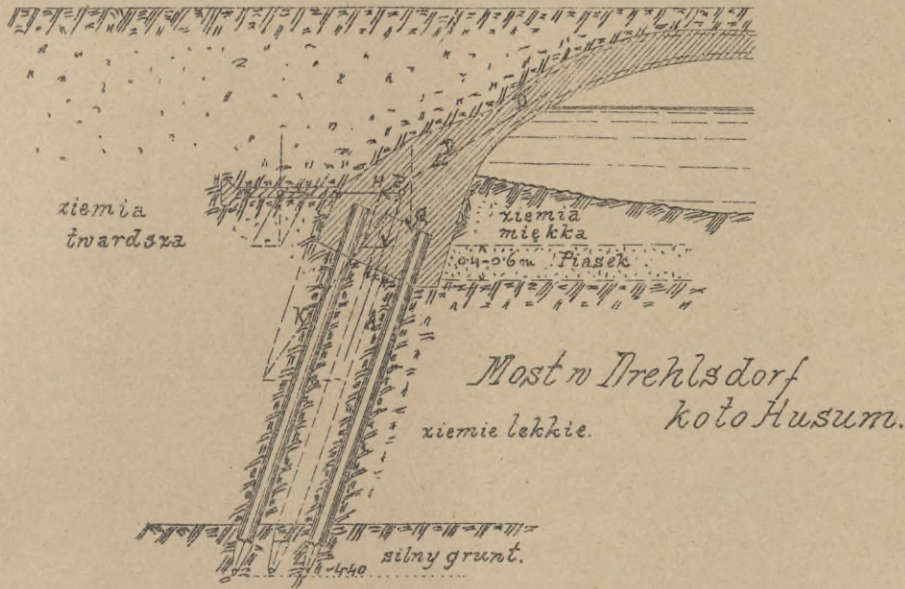 ziemia
twardsza
ziemia
miękka
0·4-0·6m Piasek
Most w Drehlsdorf
koło Husum.
ziemie lekkie.
silny grunt.
-4·40